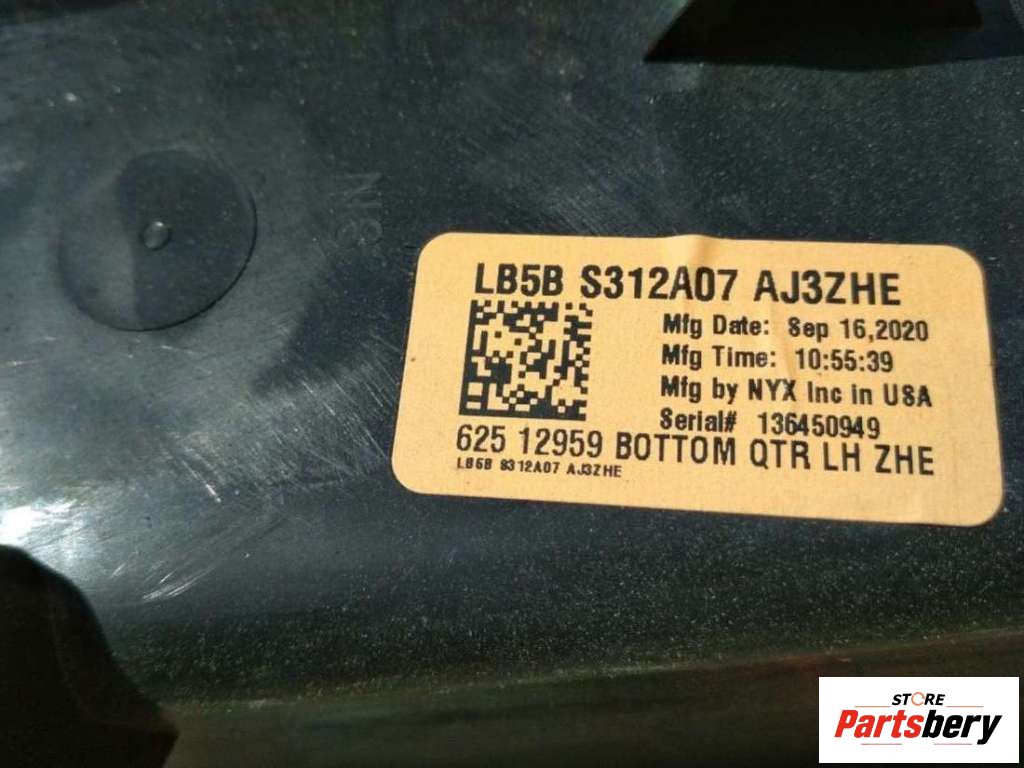 LB5B S312A07 AJ3ZHE
Mfg Date: Sep 16,2020
Mfg Time: 10:55:39
Mfg by NYX Inc in USA
Serial# 136450949
625 12959 BOTTOM QTR LH ZHE
LB5B S312A07 AJ3ZHE
STORE
Partsbery